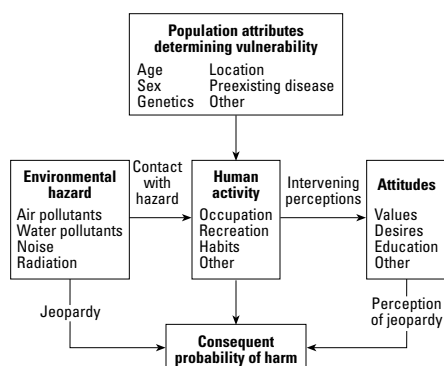 Population attributes
determining vulnerability
Age Location
Sex Preexisting disease
Genetics Other
Environmental
hazard
Air pollutants
Water pollutants
Noise
Radiation
Contact
with
hazard
Human
activity
Occupation
Recreation
Habits
Other
Intervening
perceptions
Attitudes
Values
Desires
Education
Other
Jeopardy
Perception
of jeopardy
Consequent
probability of harm